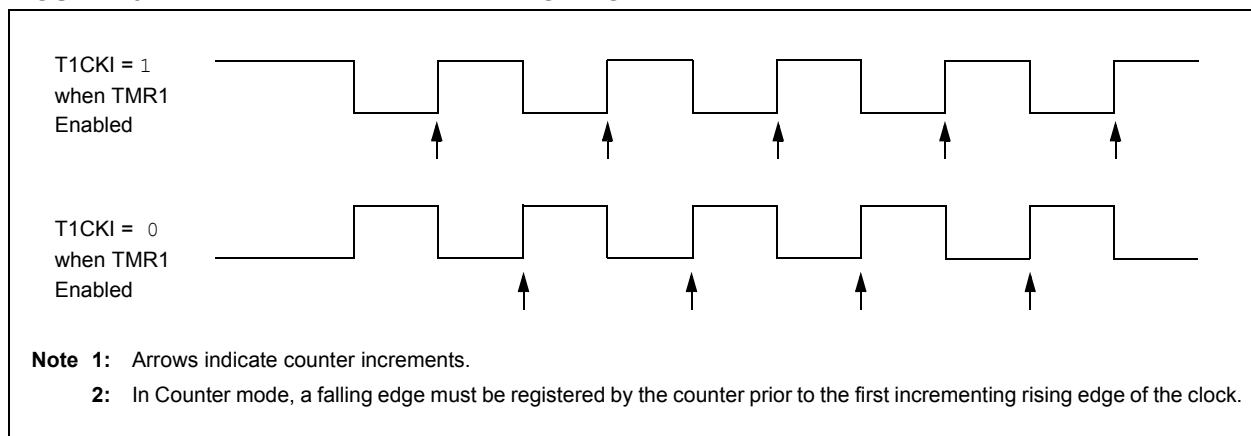 T1CKI = 1
when TMR1
Enabled
T1CKI = 0
when TMR1
Enabled
Note 1: Arrows indicate counter increments.
2: In Counter mode, a falling edge must be registered by the counter prior to the first incrementing rising edge of the clock.